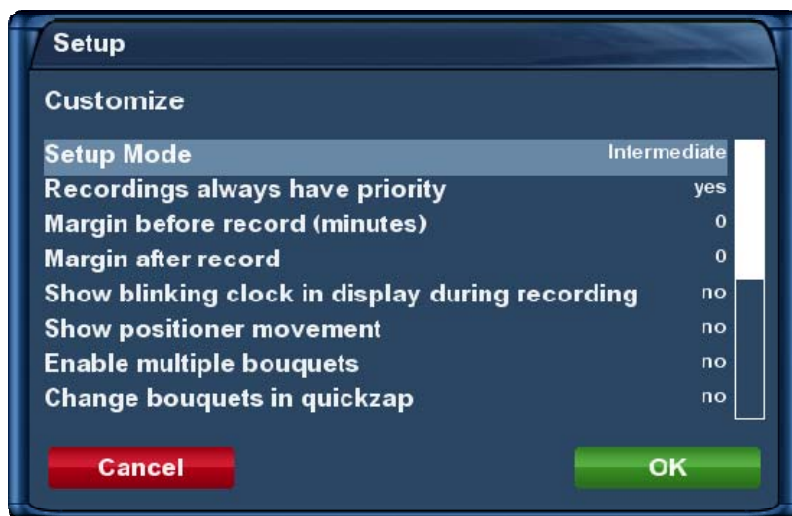 Setup
Customize
Setup Mode Intermediate
Recordings always have priority yes
Margin before record (minutes) 0
Margin after record 0
Show blinking clock in display during recording no
Show positioner movement no
Enable multiple bouquets no
Change bouquets in quickzap no
Cancel OK